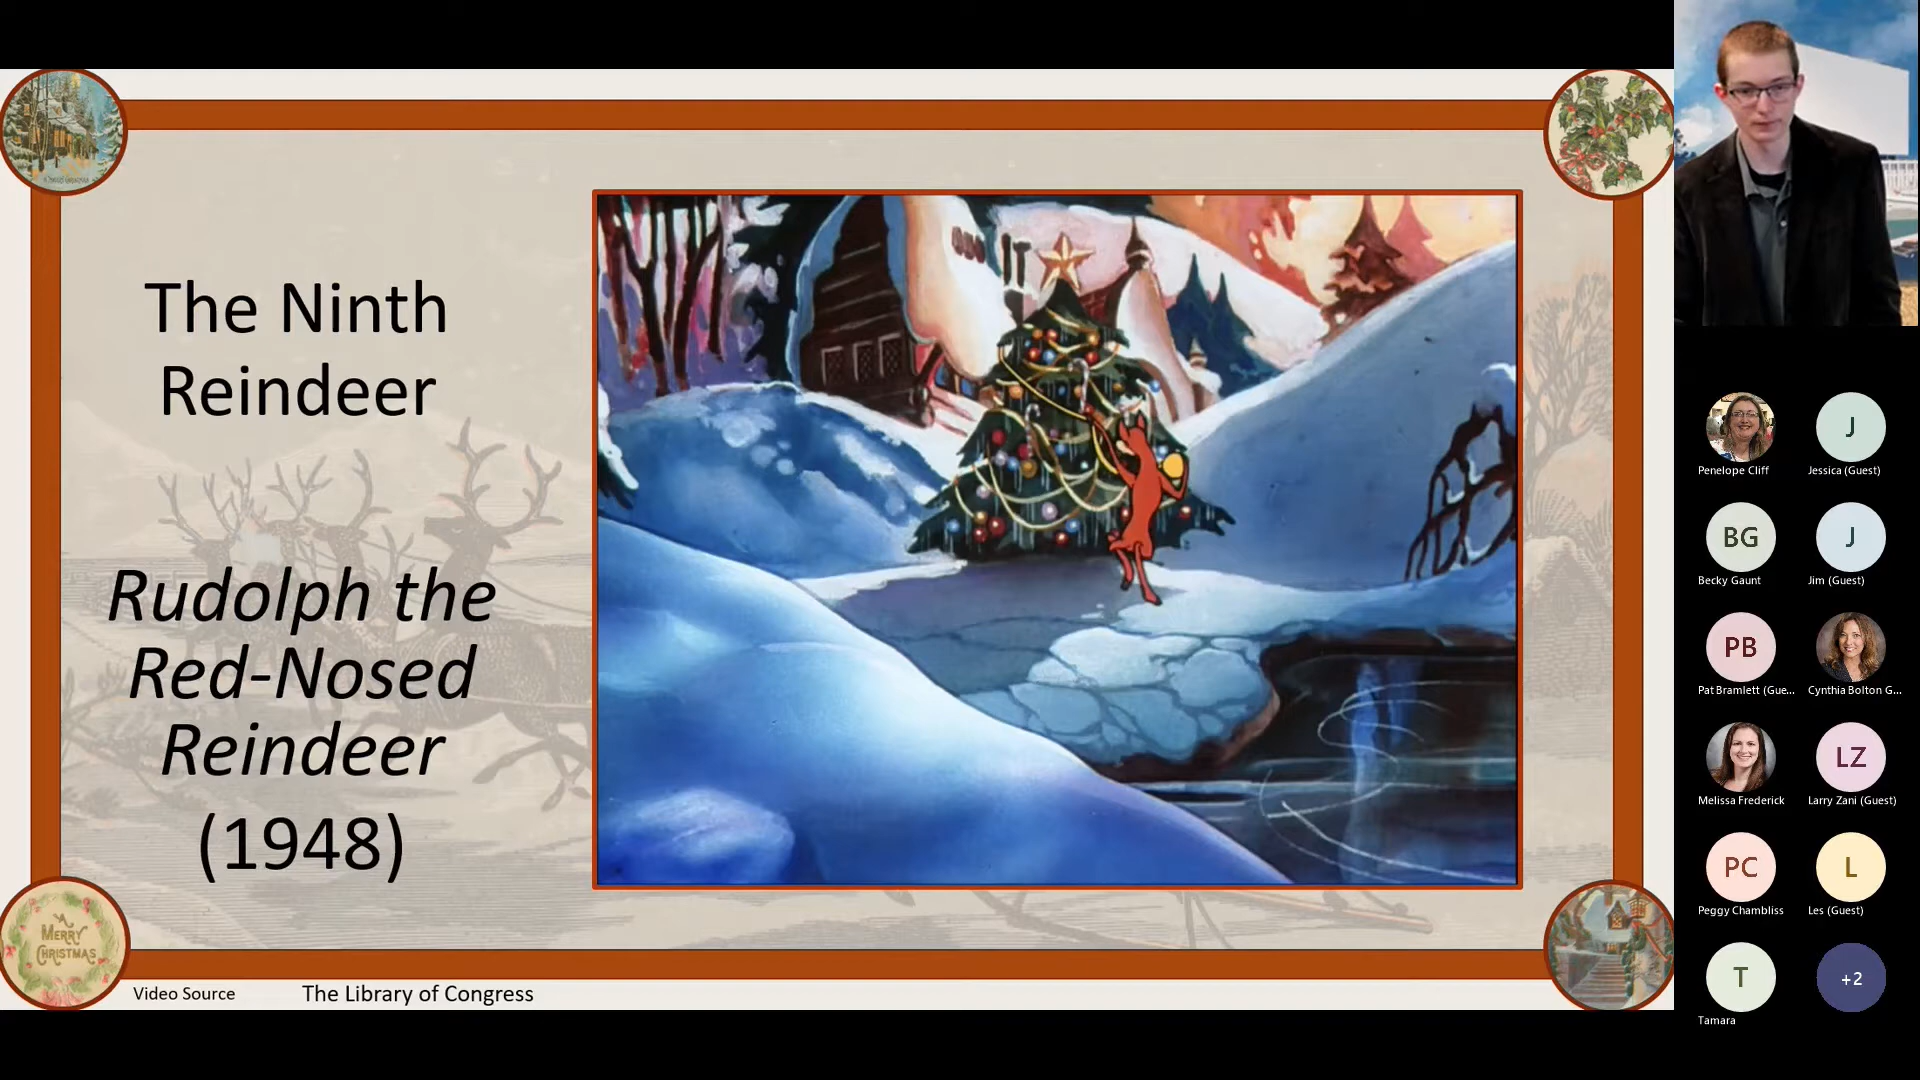 The Ninth
Reindeer
Rudolph the
Red-Nosed
Reindeer
(1948)
A
MERRY
CHRISTMAS
Video Source
The Library of Congress
Penelope Cliff
J
Jessica (Guest)
BG
Becky Gaunt
J
Jim (Guest)
PB
Pat Bramlett (Gue...
Cynthia Bolton G...
Melissa Frederick
LZ
Larry Zani (Guest)
PC
Peggy Chambliss
L
Les (Guest)
T
Tamara
+2